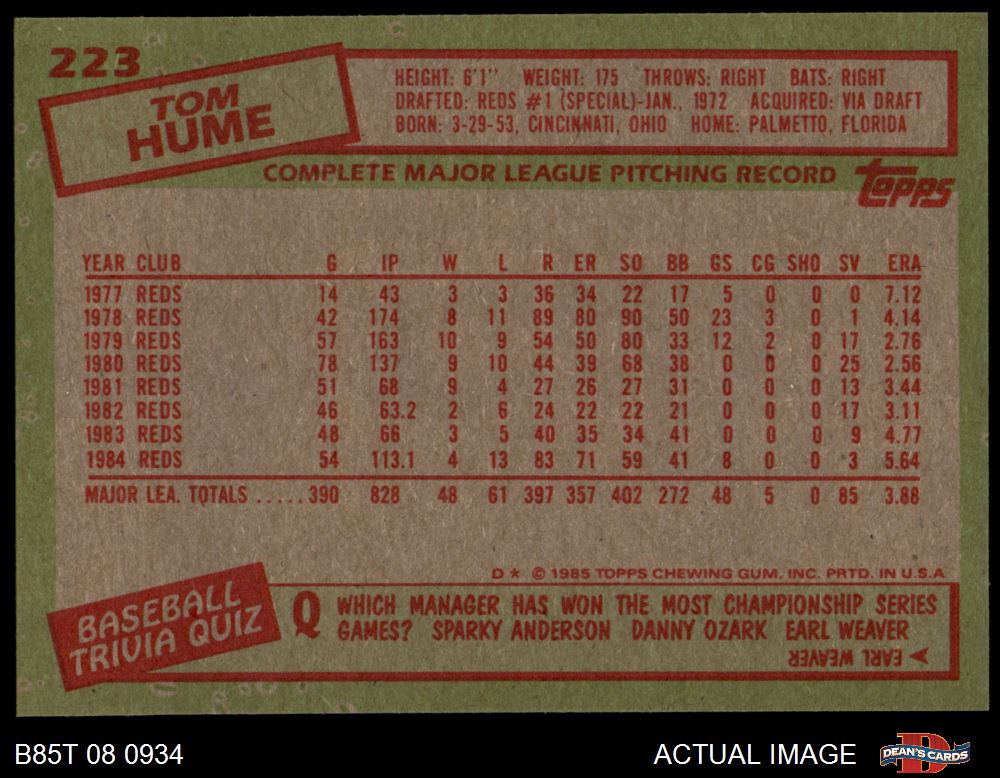 223
TOM
HUME
HEIGHT: 6'1" WEIGHT: 175 THROWS: RIGHT BATS: RIGHT
DRAFTED: REDS #1 (SPECIAL)-JAN., 1972 ACQUIRED: VIA DRAFT
BORN: 3-29-53, CINCINNATI, OHIO HOME: PALMETTO, FLORIDA
COMPLETE MAJOR LEAGUE PITCHING RECORD
topps
YEAR CLUB G IP W L R ER SO BB GS CG SHO SV ERA
1977 REDS 14 43 3 3 36 34 22 17 5 0 0 0 7.12
1978 REDS 42 174 8 11 89 80 90 50 23 3 0 1 4.14
1979 REDS 57 163 10 9 54 50 80 33 12 2 0 17 2.76
1980 REDS 78 137 9 10 44 39 68 38 0 0 0 25 2.56
1981 REDS 51 68 9 4 27 26 27 31 0 0 0 13 3.44
1982 REDS 46 63.2 2 6 24 22 22 21 0 0 0 17 3.11
1983 REDS 48 66 3 5 40 35 34 41 0 0 0 9 4.77
1984 REDS 54 113.1 4 13 83 71 59 41 8 0 0 3 5.64
MAJOR LEA. TOTALS .....390 828 48 61 397 357 402 272 48 5 0 85 3.88
D* © 1985 TOPPS CHEWING GUM, INC. PRTD. IN U.S.A
BASEBALL
TRIVIA QUIZ
Q WHICH MANAGER HAS WON THE MOST CHAMPIONSHIP SERIES
GAMES? SPARKY ANDERSON DANNY OZARK EARL WEAVER
EARL WEAVER
B85T 08 0934
ACTUAL IMAGE
DEAN'S CARDS